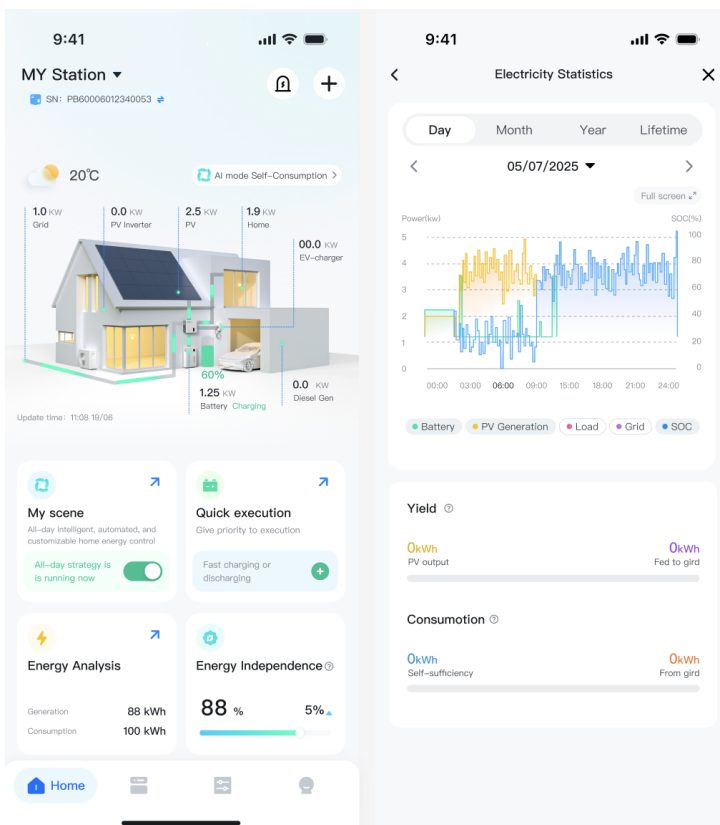 9:41
MY Station
SN: PB60006012340053
20℃
AI mode Self-Consumption
1.0 KW
Grid
0.0 KW
PV Inverter
2.5 KW
PV
1.9 KW
Home
00.0 KW
EV-charger
60%
1.25 KW
Battery Charging
0.0 KW
Diesel Gen
Update time: 11:08 19/06
My scene
All-day intelligent, automated, and
customizable home energy control
All-day strategy is
is running now
Quick execution
Give priority to execution
Fast charging or
discharging
Energy Analysis
Generation 88 kWh
Consumption 100 kWh
Energy Independence
88 % 5%
Home
9:41
Electricity Statistics
Day Month Year Lifetime
05/07/2025
Full screen
Power(kw) SOC(%)
5 100
4 80
3 60
2 40
1 20
0 0
00:00 03:00 06:00 09:00 15:00 18:00 21:00 24:00
Battery PV Generation Load Grid SOC
Yield
0kWh 0kWh
PV output Fed to gird
Consumotion
0kWh 0kWh
Self-sufficiency From gird